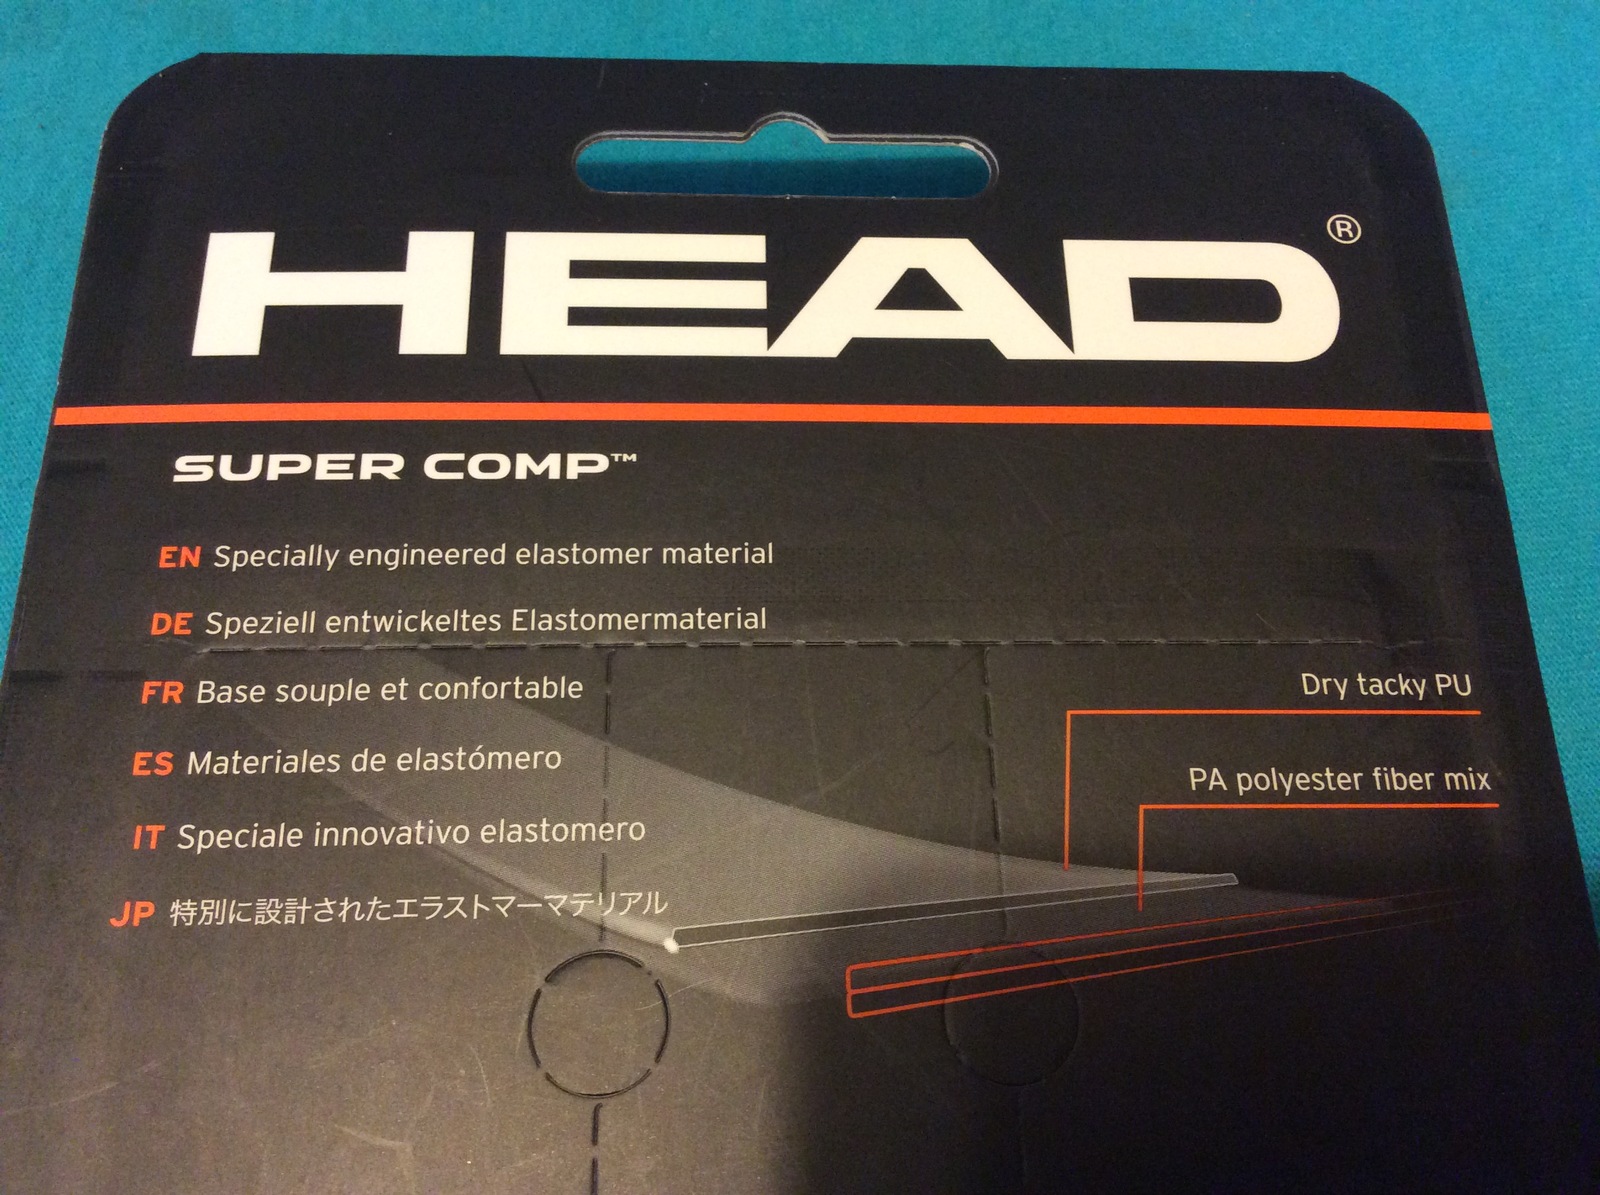 HEAD®
SUPER COMP™
EN Specially engineered elastomer material
DE Speziell entwickeltes Elastomermaterial
FR Base souple et confortable
ES Materiales de elastómero
IT Speciale innovativo elastomero
JP 特別に設計されたエラストマーマテリアル
Dry tacky PU
PA polyester fiber mix